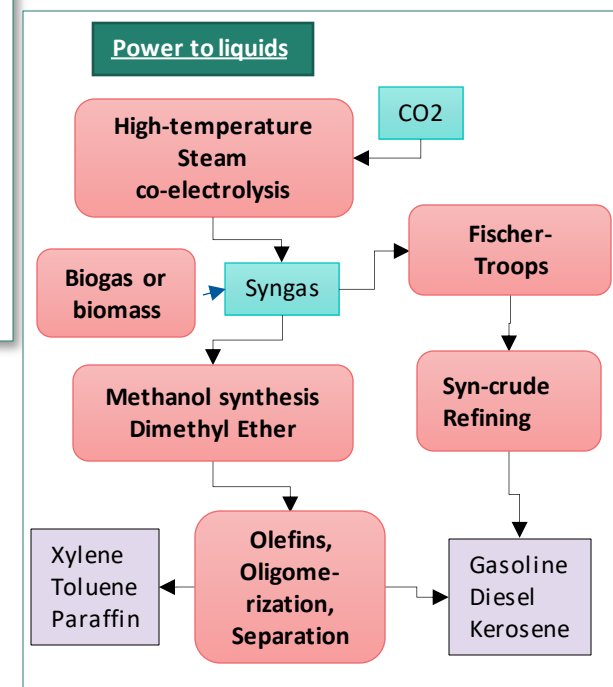 Power to liquids
High-temperature
Steam
co-electrolysis
CO2
Biogas or
biomass
Syngas
Fischer-
Troops
Methanol synthesis
Dimethyl Ether
Syn-crude
Refining
Xylene
Toluene
Paraffin
Olefins,
Oligome-
rization,
Separation
Gasoline
Diesel
Kerosene